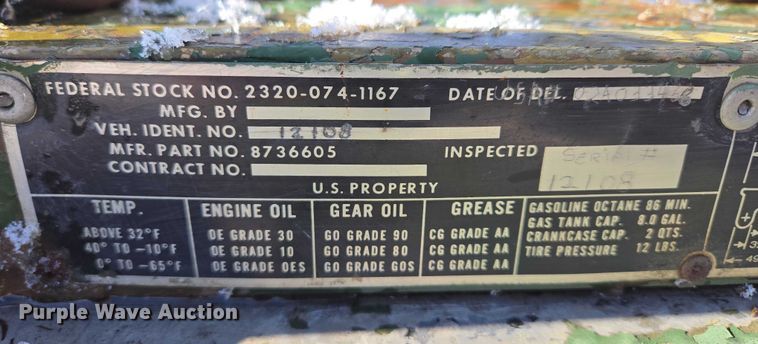 FEDERAL STOCK NO. 2320-074-1167
DATE OF DEL.
MFG. BY
VEH. IDENT. NO. 12108
MFR. PART NO. 8736605
INSPECTED
SERIAL #
12108
CONTRACT NO.
U.S. PROPERTY
TEMP. ENGINE OIL GEAR OIL GREASE
ABOVE 32°F OE GRADE 30 GO GRADE 90 CG GRADE AA
40° TO -10°F OE GRADE 10 GO GRADE 80 CG GRADE AA
0° TO -65°F OE GRADE OES GO GRADE GOS CG GRADE AA
GASOLINE OCTANE 86 MIN.
GAS TANK CAP. 8.0 GAL.
CRANKCASE CAP. 2 QTS.
TIRE PRESSURE 12 LBS.
Purple Wave Auction